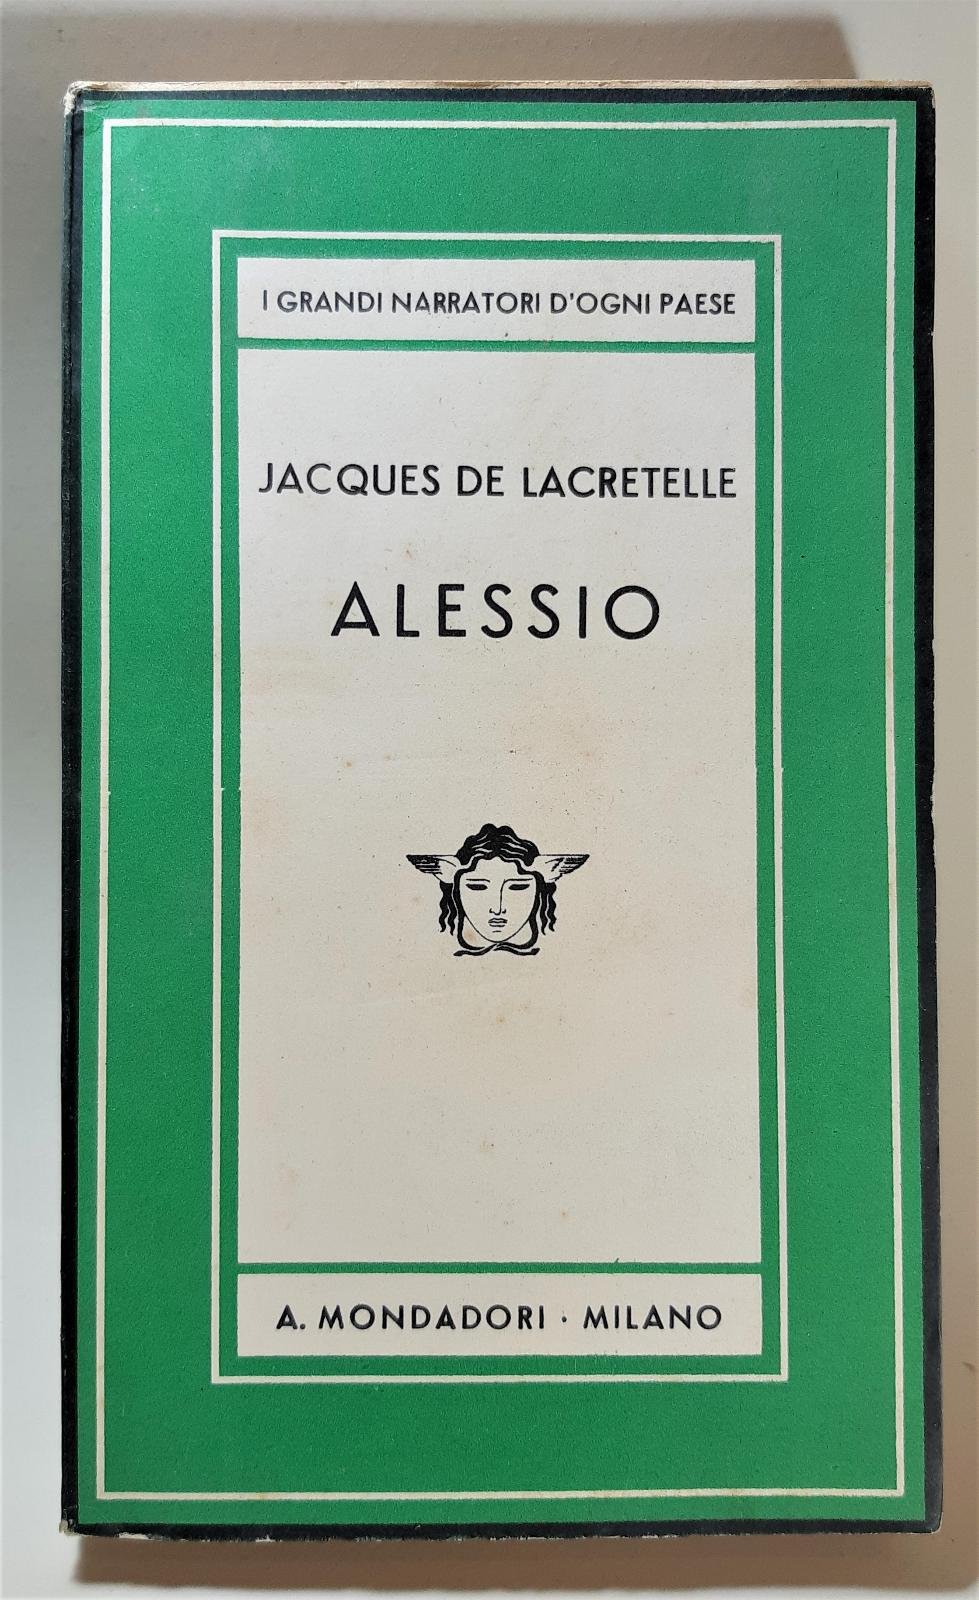 I GRANDI NARRATORI D'OGNI PAESE
JACQUES DE LACRETELLE
ALESSIO
A. MONDADORI · MILANO